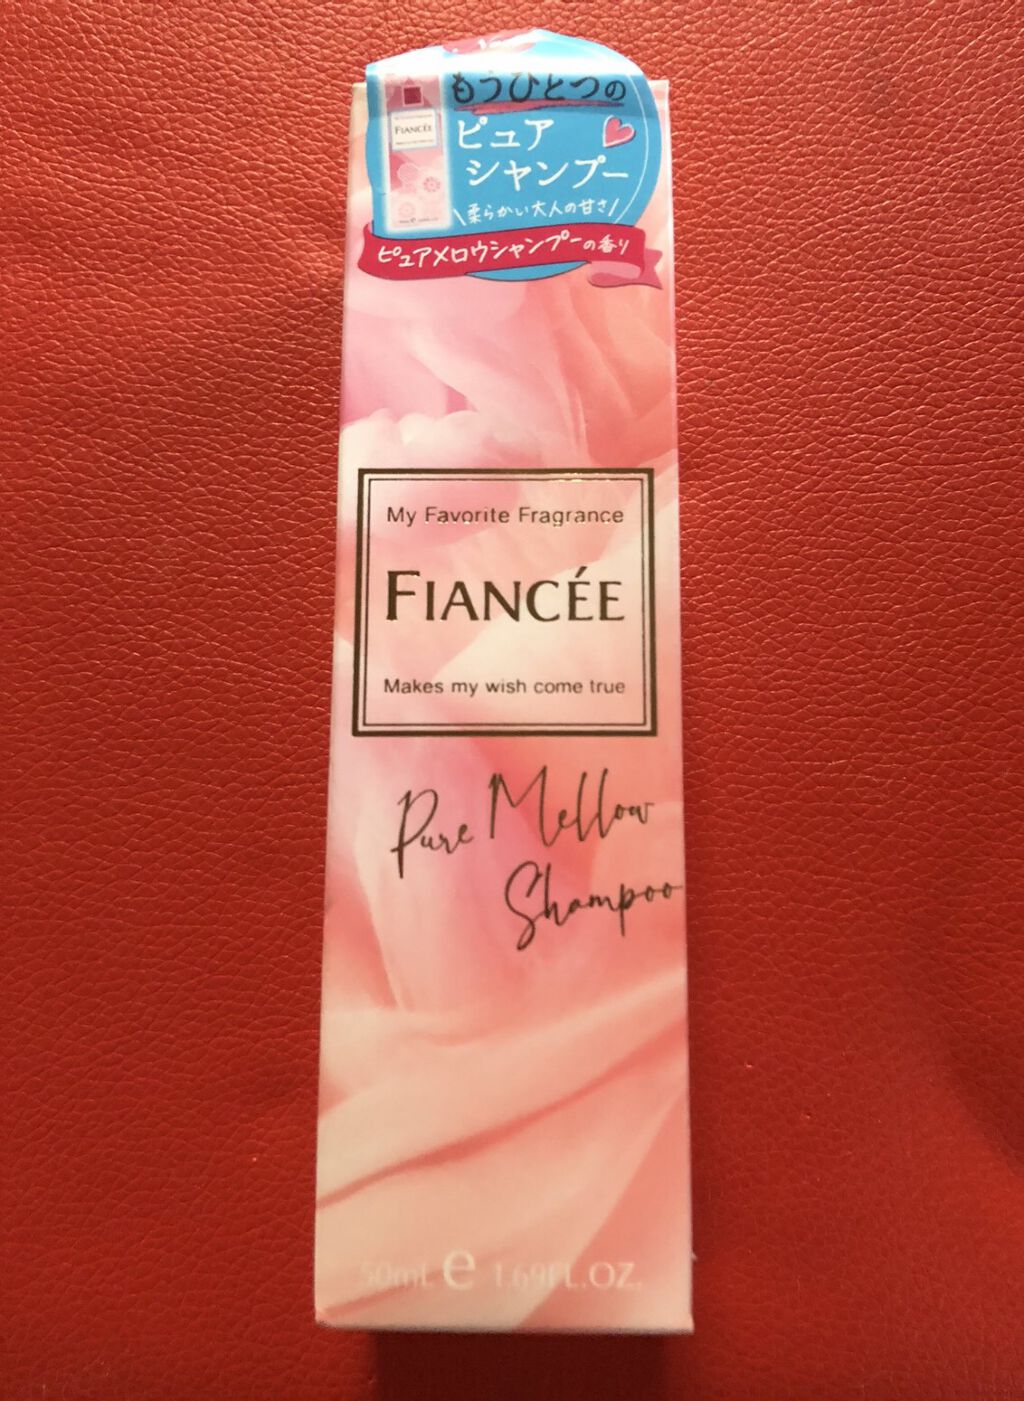 もうひとつの
ピュア
シャンプー
\柔らかい大人の甘さ/
ピュアメロウシャンプーの香り
FIANCÉE
My Favorite Fragrance
FIANCÉE
Makes my wish come true
Pure Mellow
Shampoo
50mL e 1.69FL.OZ.